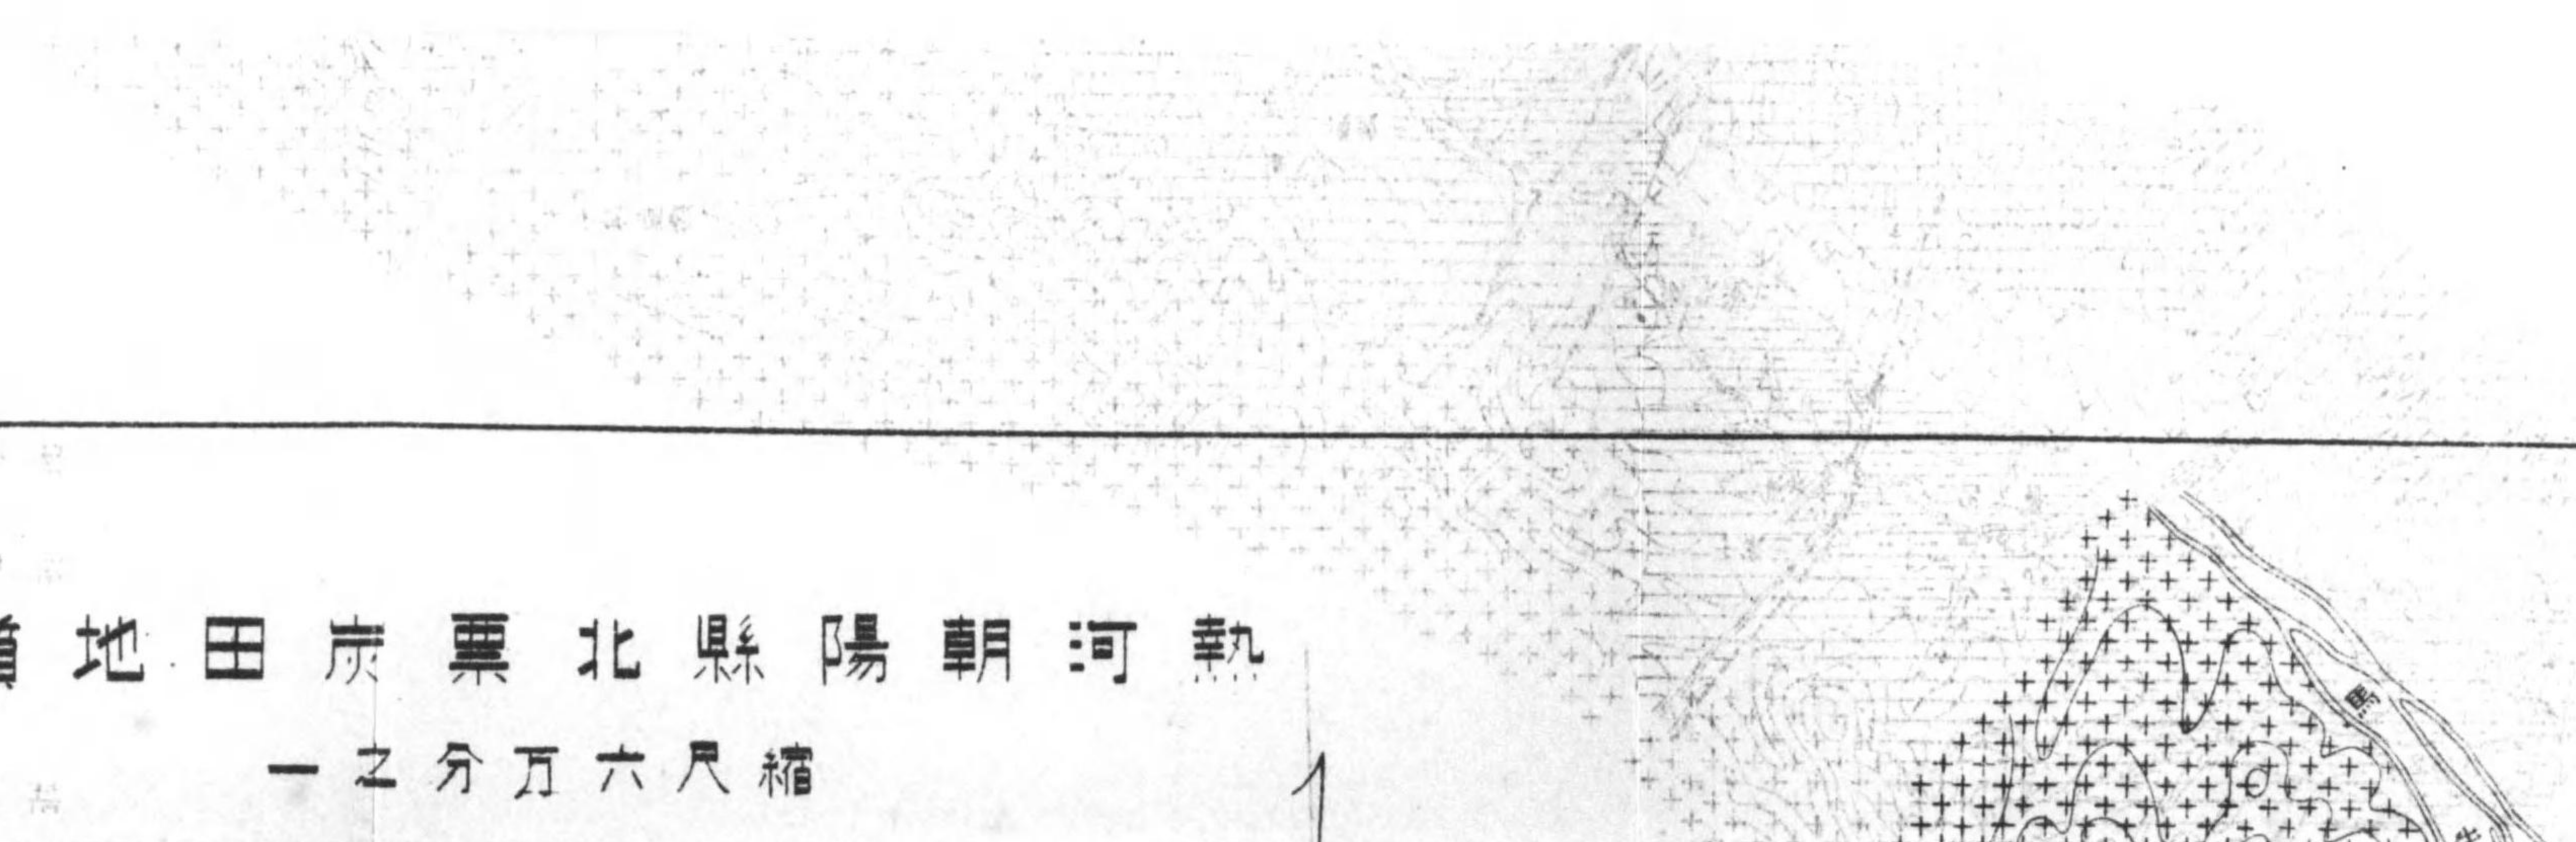 熱河朝陽縣北票炭田地
縮尺六万分之一
馬